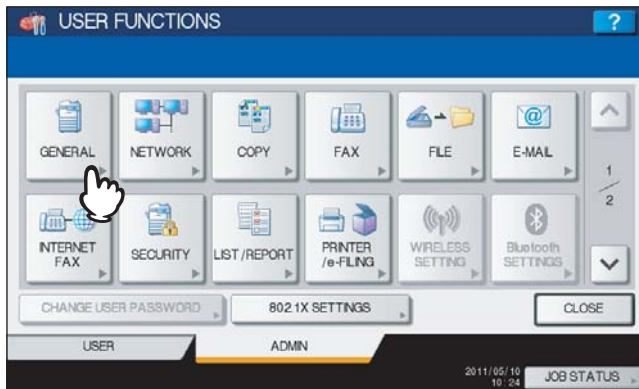 USER FUNCTIONS
?
GENERAL
NETWORK
COPY
FAX
FILE
E-MAIL
1
2
INTERNET
FAX
SECURITY
LIST/REPORT
PRINTER
/e-FILING
WIRELESS
SETTING
Bluetooth
SETTINGS
CHANGE USER PASSWORD
802.1X SETTINGS
CLOSE
USER
ADMIN
2011/05/10
10:24
JOB STATUS